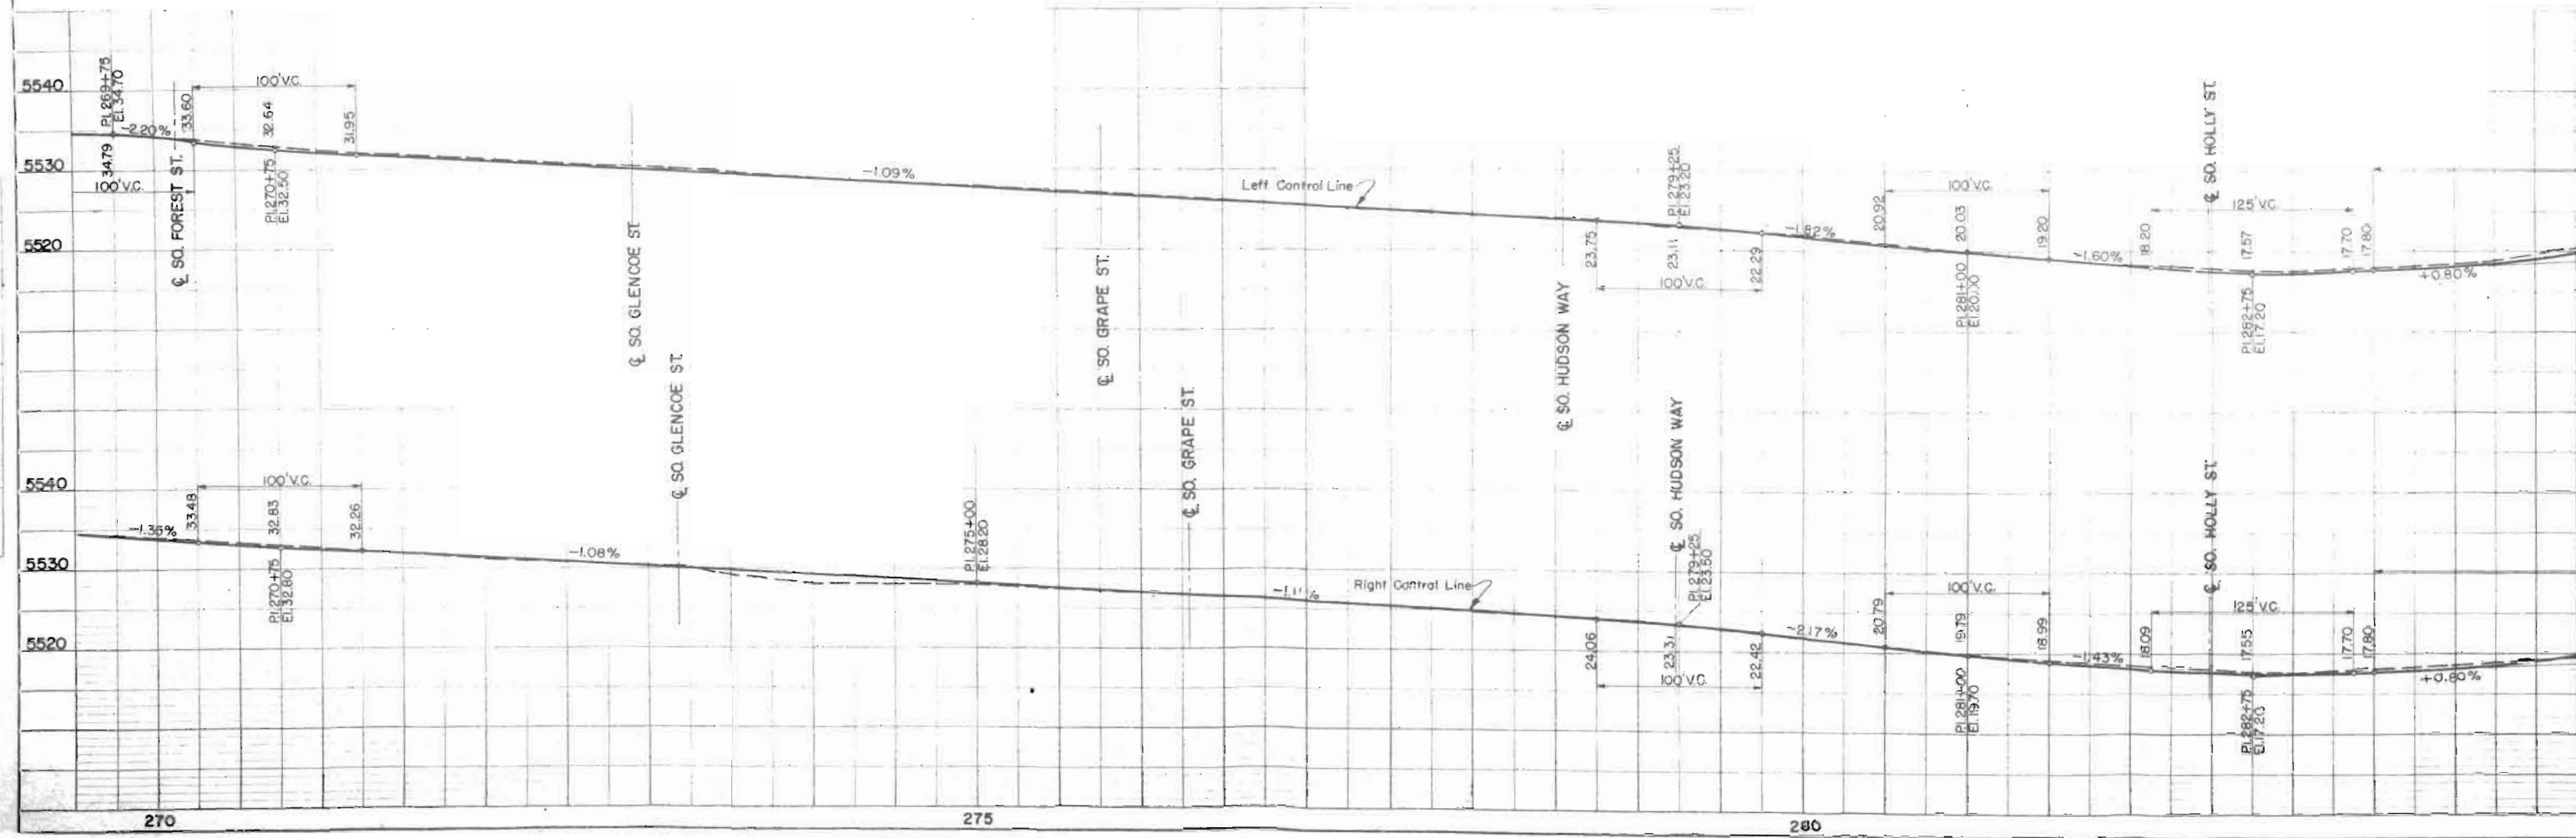 5540
5530
5520
P.I. 269+75
El. 34.70
34.79
100' V.C.
-2.20%
℄ SO. FOREST ST.
33.60
100' V.C.
32.64
P.I. 270+75
El. 32.50
31.95
℄ SO. GLENCOE ST.
-1.09%
℄ SO. GRAPE ST.
Left Control Line
℄ SO. HUDSON WAY
23.75
P.I. 279+25
El. 23.20
23.11
100' V.C.
22.29
-1.82%
20.92
100' V.C.
20.03
P.I. 281+00
El. 20.00
19.20
-1.60%
18.20
℄ SO. HOLLY ST.
125' V.C.
17.57
P.I. 282+75
El. 17.20
17.70
17.80
+0.80%
5540
5530
5520
33.48
100' V.C.
32.83
P.I. 270+75
El. 32.80
32.26
℄ SO. GLENCOE ST.
-1.08%
P.I. 275+00
El. 28.20
℄ SO. GRAPE ST.
Right Control Line
24.06
℄ SO. HUDSON WAY
P.I. 279+25
El. 23.50
23.31
100' V.C.
22.42
-2.17%
20.79
100' V.C.
19.79
P.I. 281+00
El. 19.70
18.99
-1.43%
18.09
℄ SO. HOLLY ST.
125' V.C.
17.55
P.I. 282+75
El. 17.20
17.70
17.80
+0.80%
270
275
280